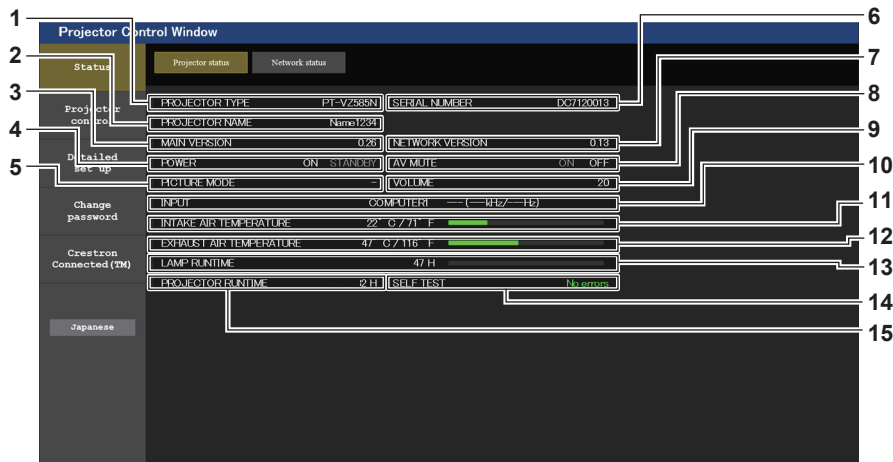 Projector Control Window
Status
Projector status Network status
Projector control
Detailed set up
Change password
Crestron Connected(TM)
Japanese
PROJECTOR TYPE PT-VZ585N SERIAL NUMBER DC7120013
PROJECTOR NAME Name1234
MAIN VERSION 0.26 NETWORK VERSION 0.13
POWER ON STANDBY AV MUTE ON OFF
PICTURE MODE - VOLUME 20
INPUT COMPUTER1 ---(---kHz/---Hz)
INTAKE AIR TEMPERATURE 22° C / 71° F
EXHAUST AIR TEMPERATURE 47° C / 116° F
LAMP RUNTIME 47 H
PROJECTOR RUNTIME H SELF TEST No errors
1
2
3
4
5
6
7
8
9
10
11
12
13
14
15